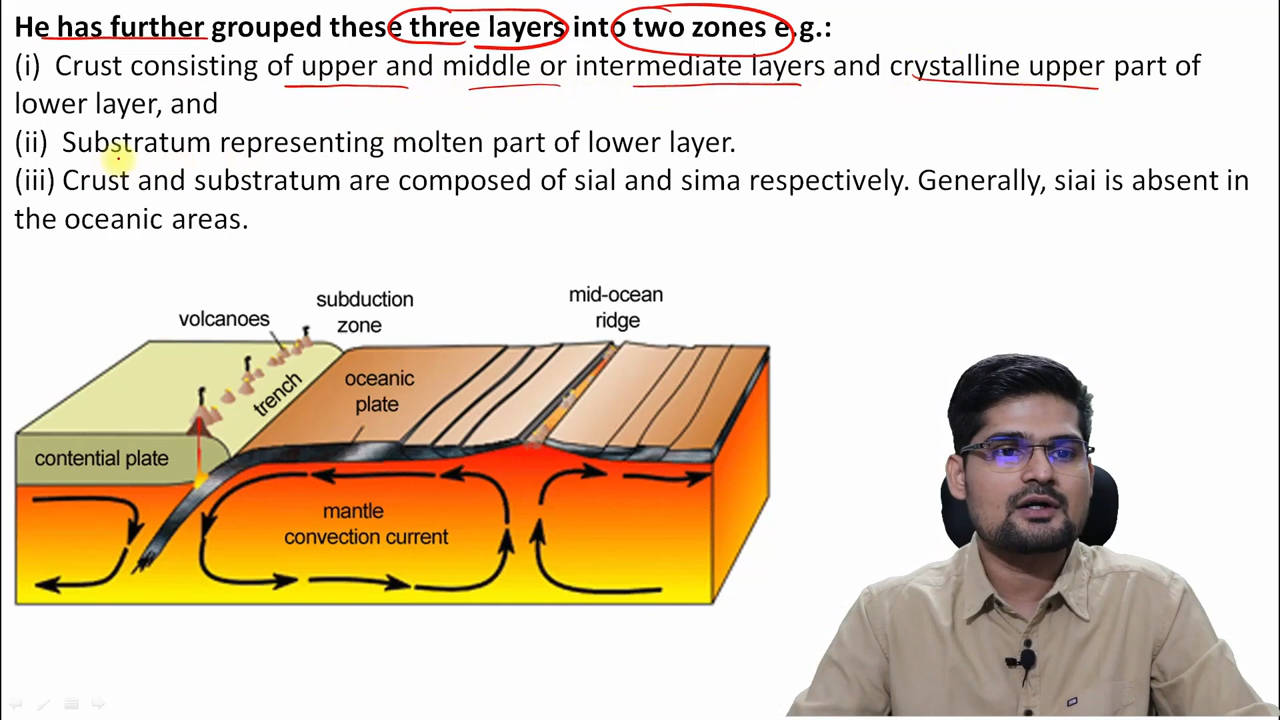 He has further grouped these three layers into two zones e.g.:
(i) Crust consisting of upper and middle or intermediate layers and crystalline upper part of
lower layer, and
(ii) Substratum representing molten part of lower layer.
(iii) Crust and substratum are composed of sial and sima respectively. Generally, siai is absent in
the oceanic areas.
volcanoes
subduction
zone
mid-ocean
ridge
trench
oceanic
plate
contential plate
mantle
convection current